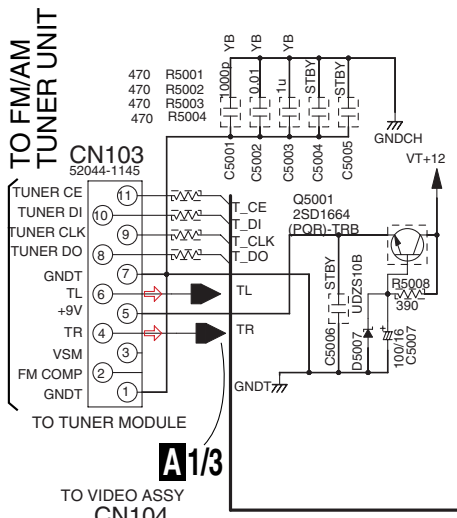 TO FM/AM
TUNER UNIT
470 R5001
470 R5002
470 R5003
470 R5004
1000p YB
0.01 YB
1u YB
STBY
STBY
C5001
C5002
C5003
C5004
C5005
GNDCH
VT+12
CN103
52044-1145
TUNER CE 11
TUNER DI 10
TUNER CLK 9
TUNER DO 8
GNDT 7
TL 6
+9V 5
TR 4
VSM 3
FM COMP 2
GNDT 1
T_CE
T_DI
T_CLK
T_DO
TL
TR
Q5001
2SD1664
(PQR)-TRB
STBY
C5006
UDZS10B
D5007
R5008
390
100/16
C5007
GNDT
TO TUNER MODULE
A 1/3
TO VIDEO ASSY
CN104